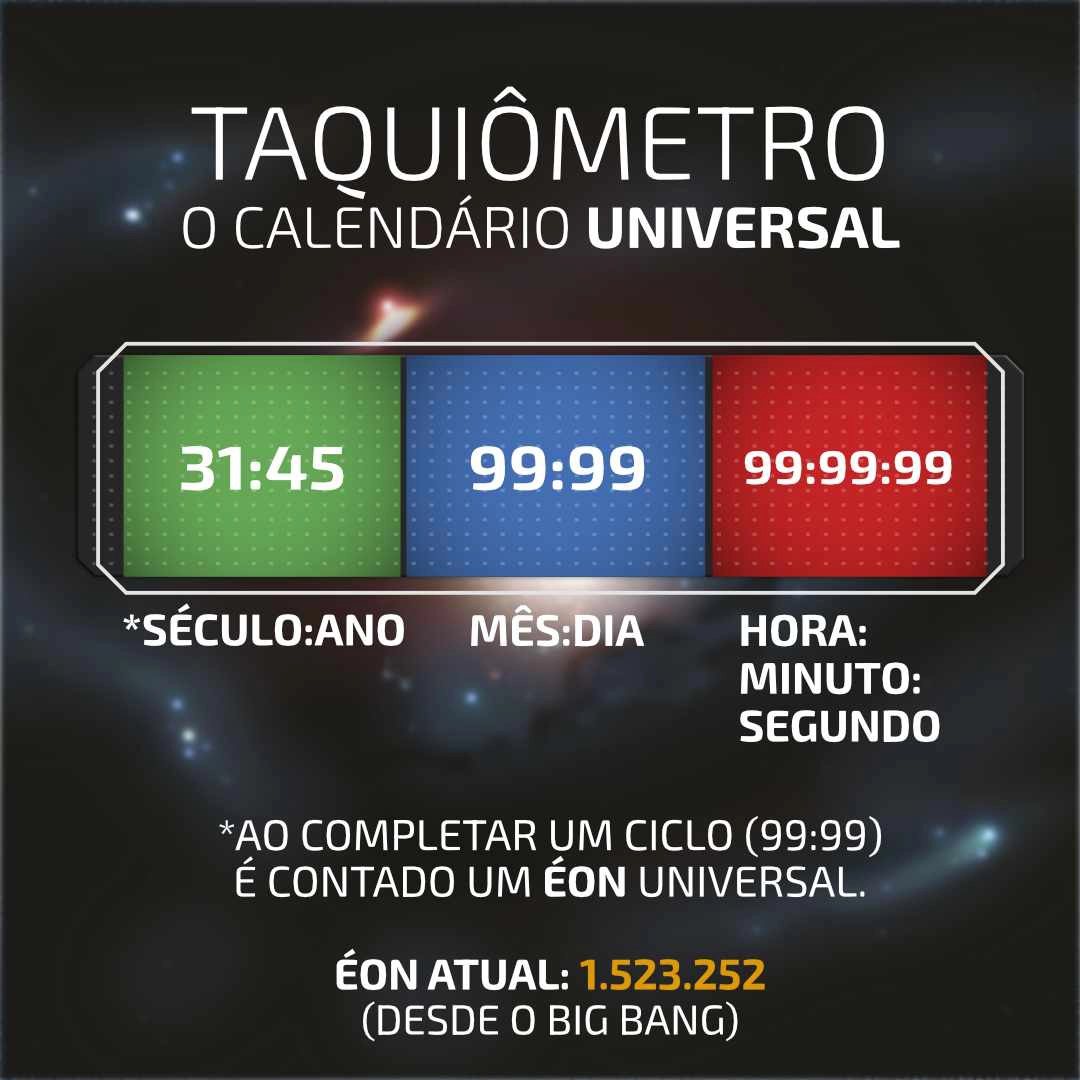 TAQUIÔMETRO
O CALENDÁRIO UNIVERSAL
31:45 99:99 99:99:99
*SÉCULO:ANO MÊS:DIA HORA:
MINUTO:
SEGUNDO
*AO COMPLETAR UM CICLO (99:99)
É CONTADO UM ÉON UNIVERSAL.
ÉON ATUAL: 1.523.252
(DESDE O BIG BANG)